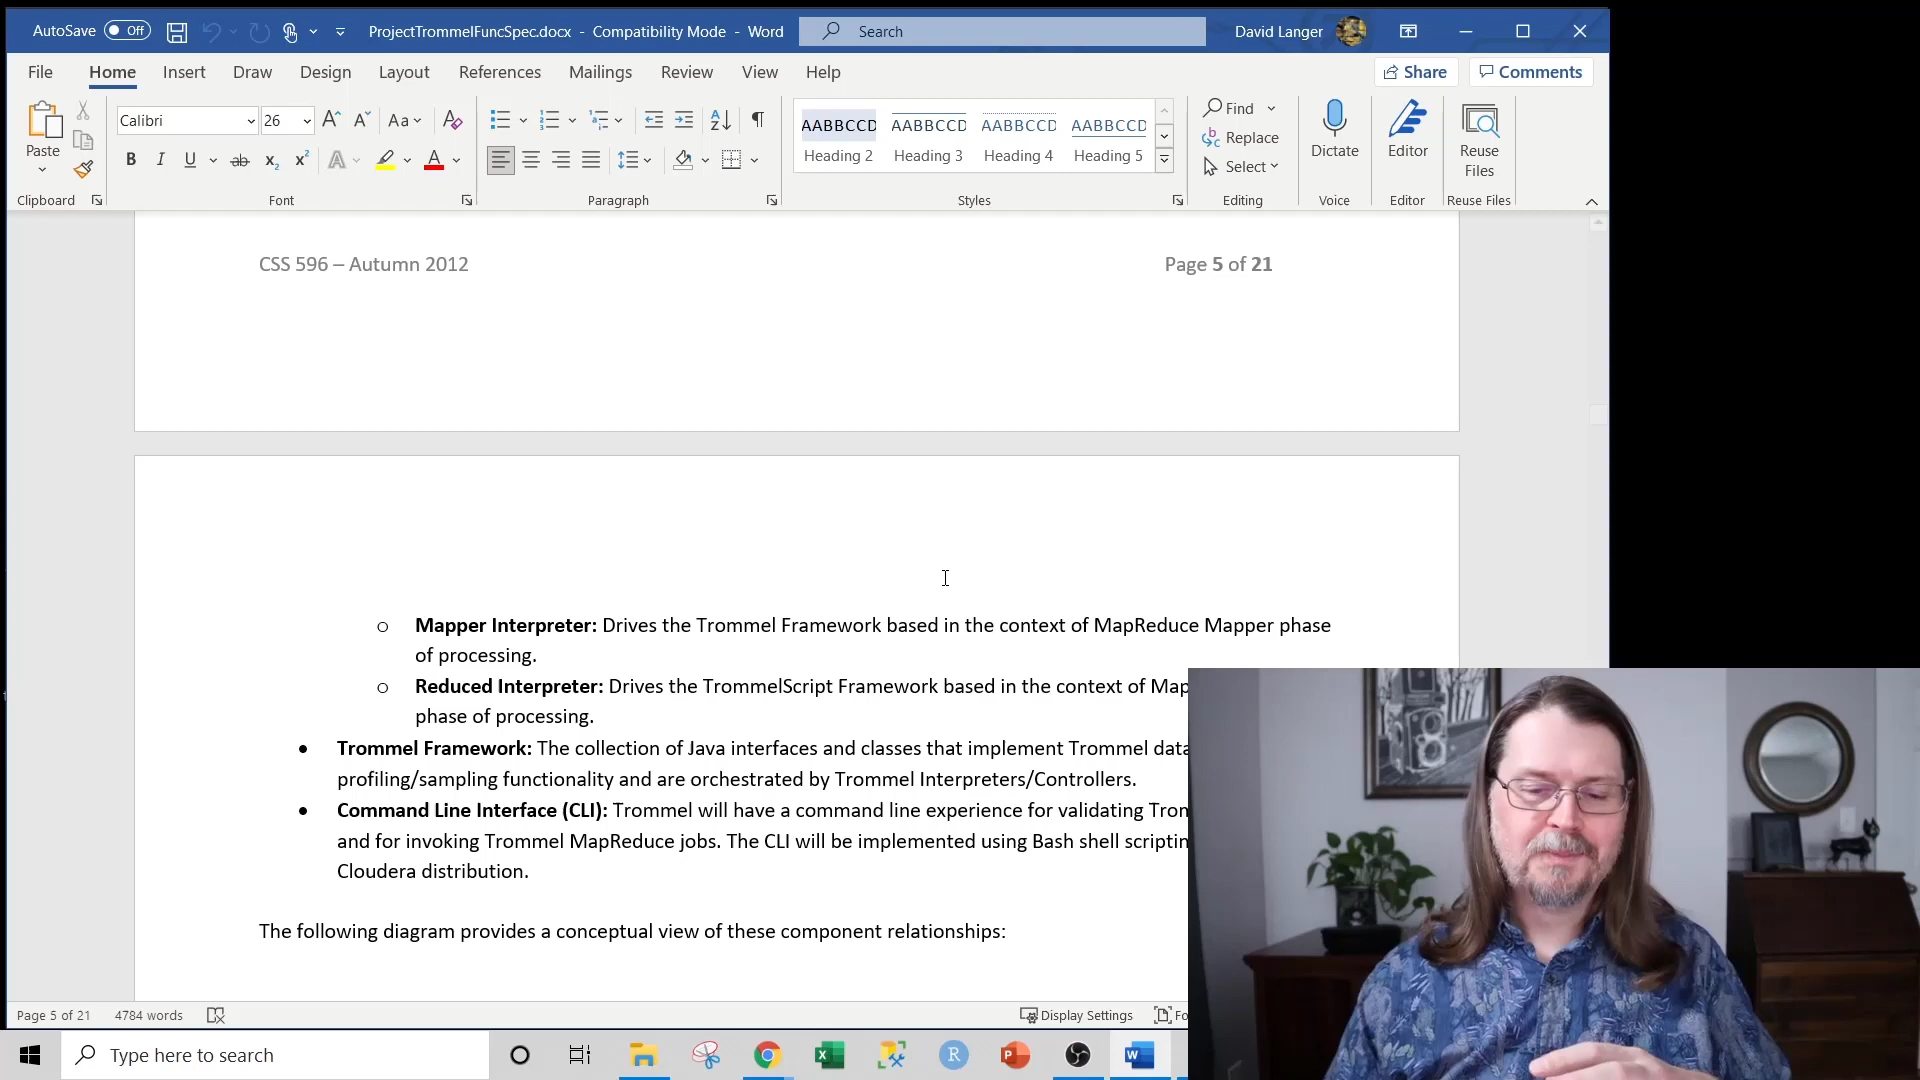 AutoSave Off ProjectTrommelFuncSpec.docx - Compatibility Mode - Word Search David Langer
File Home Insert Draw Design Layout References Mailings Review View Help Share Comments
Paste
Clipboard
Calibri 26 Aa
B I U ab x₂ x² A A
Font
Paragraph
AABBCCD AABBCCD AABBCCD AABBCCD
Heading 2 Heading 3 Heading 4 Heading 5
Styles
Find
Replace
Select
Editing
Dictate
Voice
Editor
Editor
Reuse
Files
Reuse Files
CSS 596 – Autumn 2012 Page 5 of 21
o Mapper Interpreter: Drives the Trommel Framework based in the context of MapReduce Mapper phase
of processing.
o Reduced Interpreter: Drives the TrommelScript Framework based in the context of Map
phase of processing.
• Trommel Framework: The collection of Java interfaces and classes that implement Trommel data
profiling/sampling functionality and are orchestrated by Trommel Interpreters/Controllers.
• Command Line Interface (CLI): Trommel will have a command line experience for validating Trom
and for invoking Trommel MapReduce jobs. The CLI will be implemented using Bash shell scriptin
Cloudera distribution.
The following diagram provides a conceptual view of these component relationships:
Page 5 of 21 4784 words Display Settings Fo
Type here to search